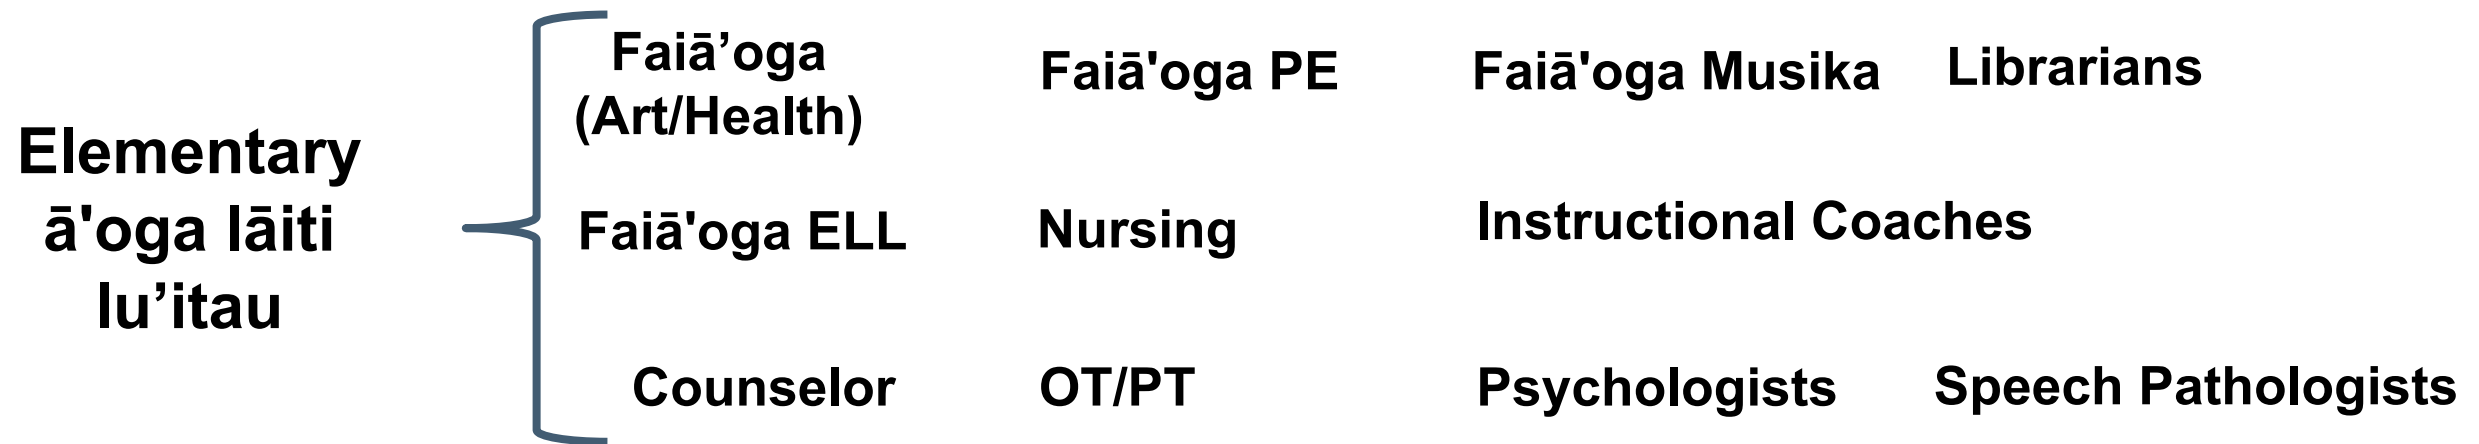 Elementary
ā'oga lāiti
lu’itau
Faiā’oga
(Art/Health)
Faiā'oga PE
Faiā'oga Musika
Librarians
Faiā'oga ELL
Nursing
Instructional Coaches
Counselor
OT/PT
Psychologists
Speech Pathologists